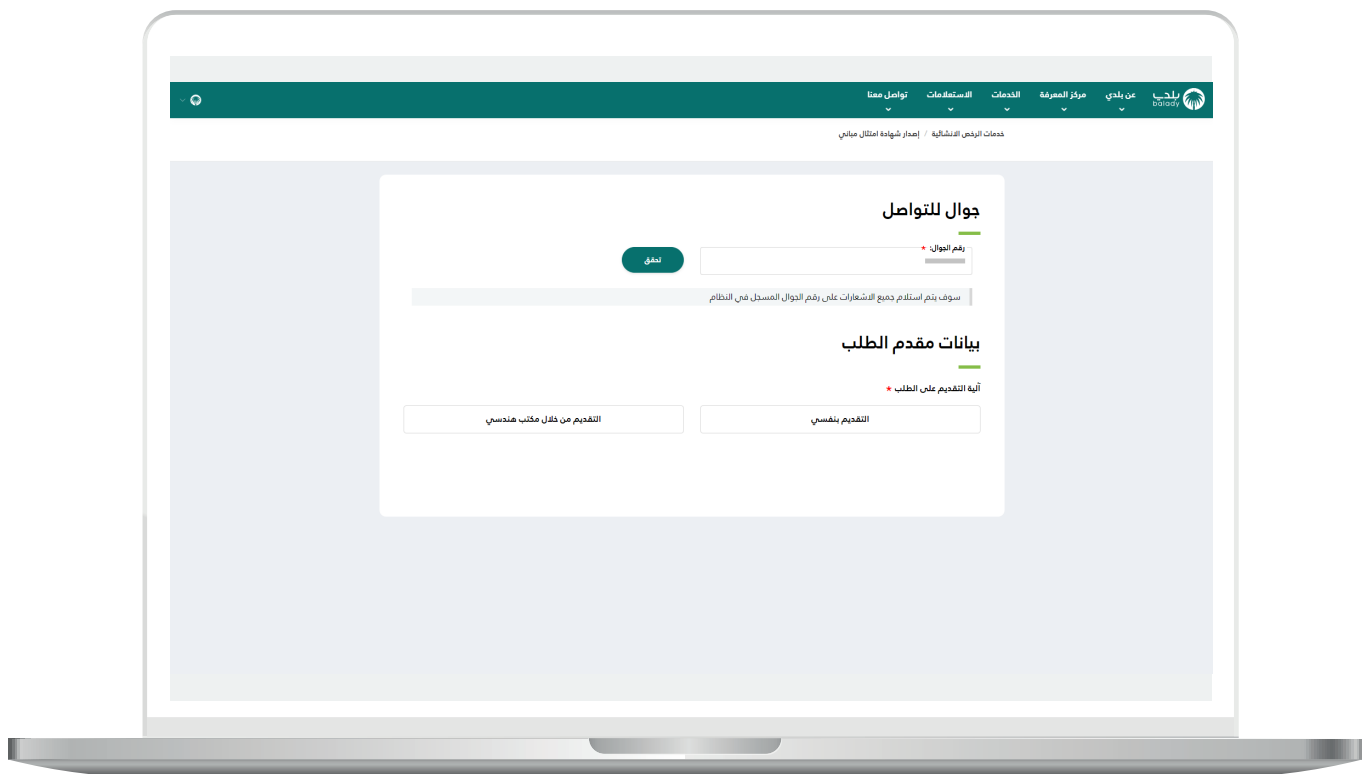 بلدي
balady
عن بلدي
مركز المعرفة
الخدمات
الاستعلامات
تواصل معنا
خدمات الرخص الانشائية / إصدار شهادة امتثال مباني
جوال للتواصل
رقم الجوال: *
تحقق
سوف يتم استلام جميع الاشعارات على رقم الجوال المسجل في النظام
بيانات مقدم الطلب
آلية التقديم على الطلب *
التقديم بنفسي
التقديم من خلال مكتب هندسي